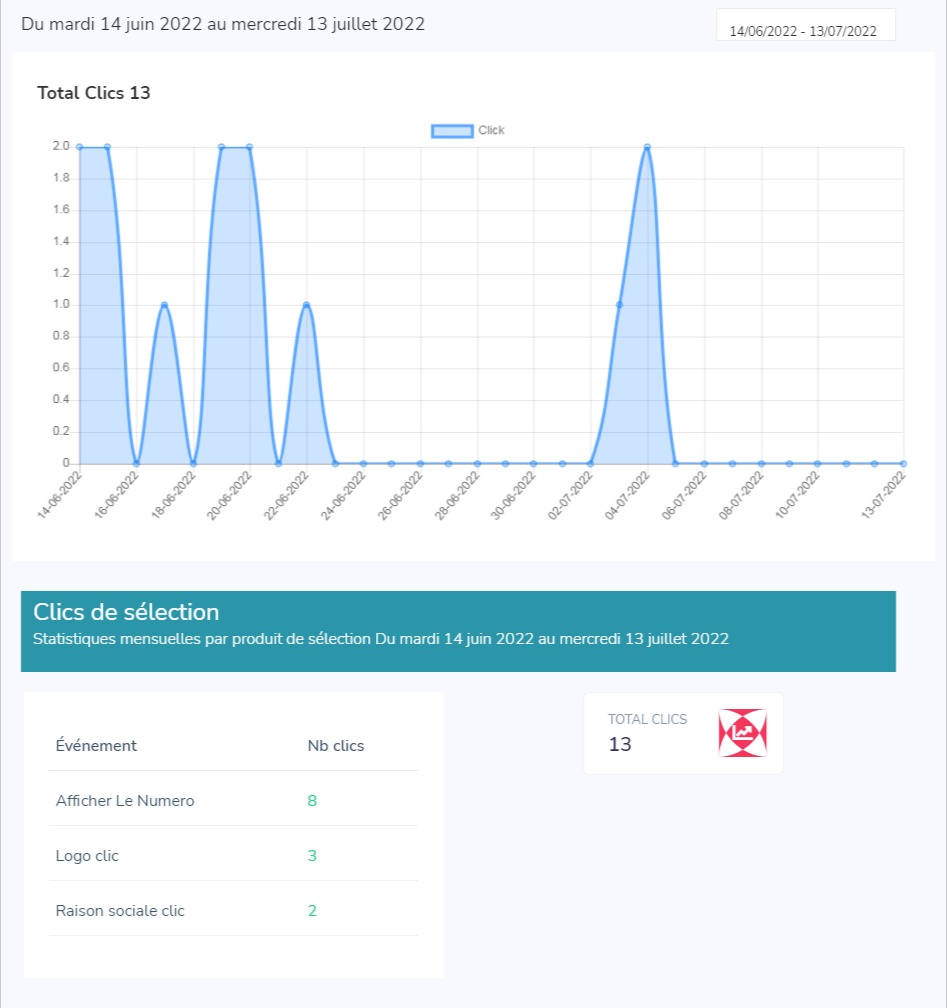 Du mardi 14 juin 2022 au mercredi 13 juillet 2022
14/06/2022 - 13/07/2022
Total Clics 13
Click
2.0
1.8
1.6
1.4
1.2
1.0
0.8
0.6
0.4
0.2
0
14-06-2022
16-06-2022
18-06-2022
20-06-2022
22-06-2022
24-06-2022
26-06-2022
28-06-2022
30-06-2022
02-07-2022
04-07-2022
06-07-2022
08-07-2022
10-07-2022
13-07-2022
Clics de sélection
Statistiques mensuelles par produit de sélection Du mardi 14 juin 2022 au mercredi 13 juillet 2022
Événement Nb clics
Afficher Le Numero 8
Logo clic 3
Raison sociale clic 2
TOTAL CLICS
13